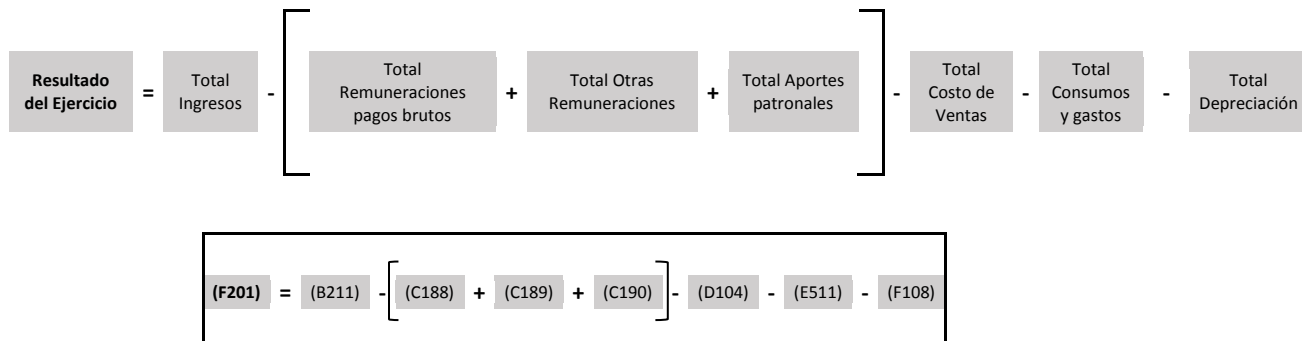 Resultado del Ejercicio = Total Ingresos - [ Total Remuneraciones pagos brutos + Total Otras Remuneraciones + Total Aportes patronales ] - Total Costo de Ventas - Total Consumos y gastos - Total Depreciación
(F201) = (B211) - [ (C188) + (C189) + (C190) ] - (D104) - (E511) - (F108)